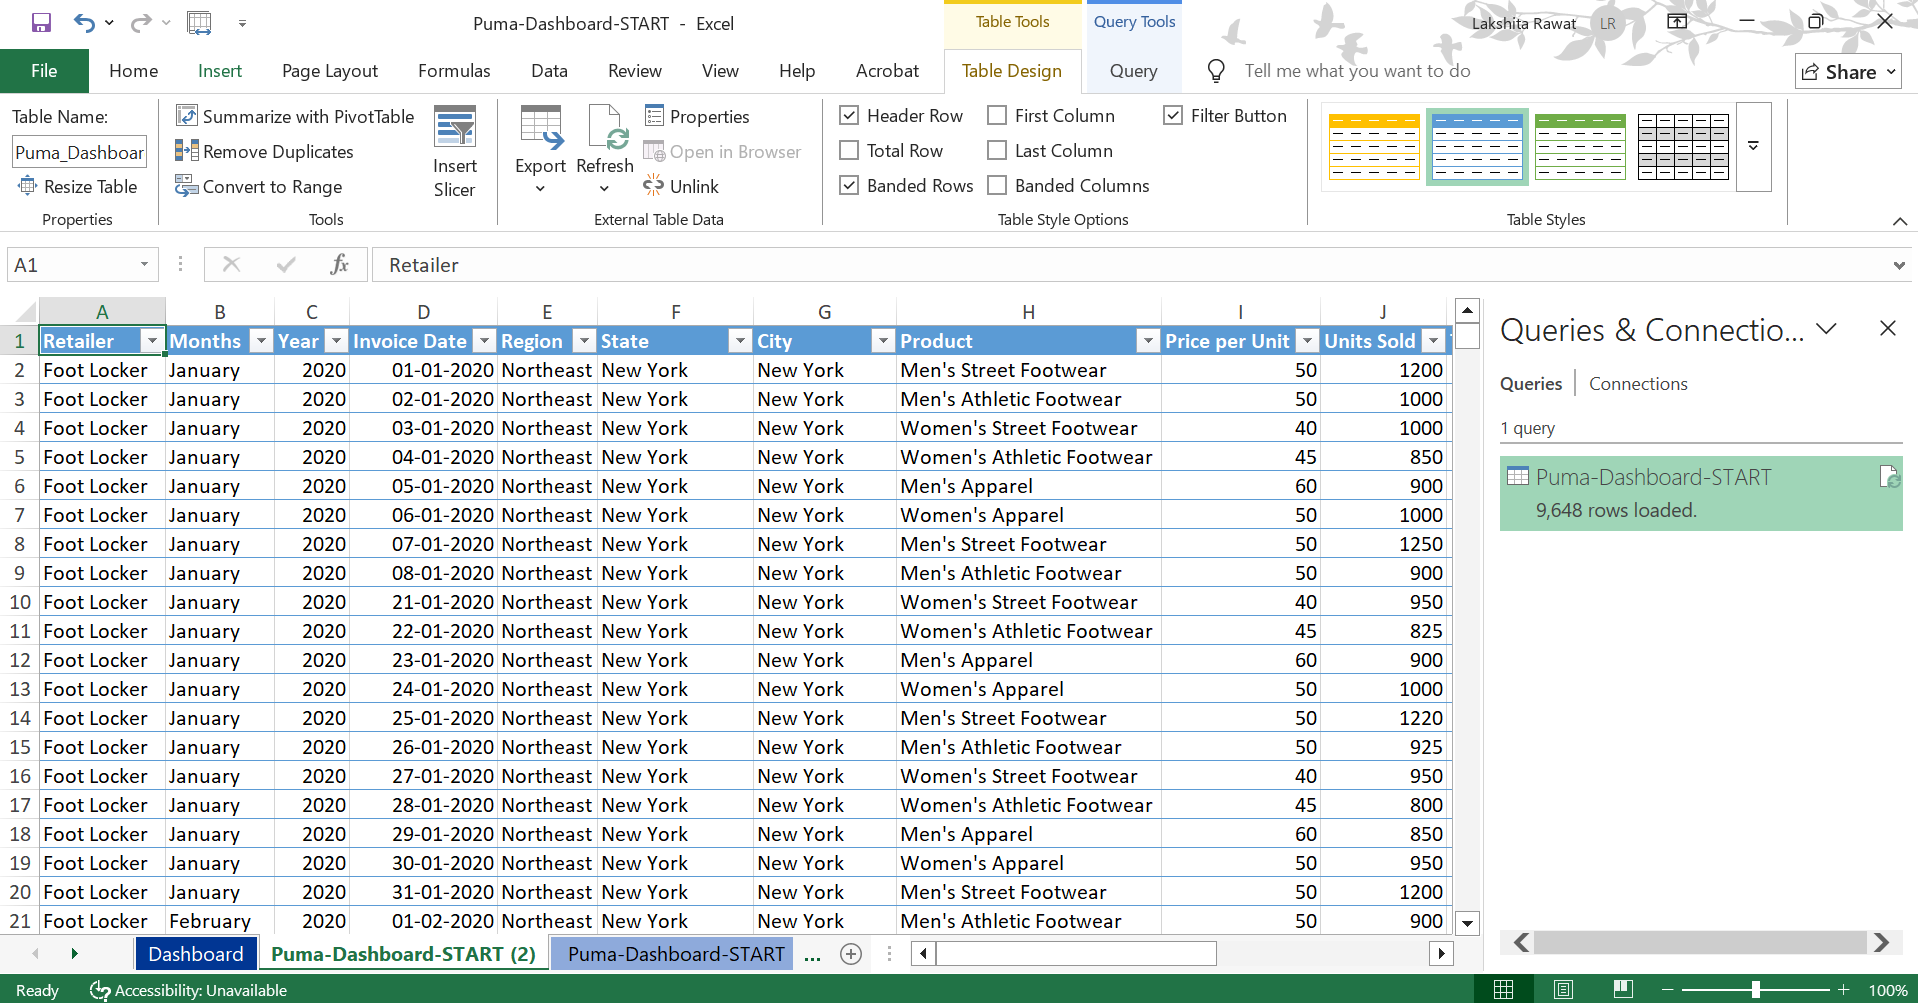 Puma-Dashboard-START - Excel
Table Tools
Query Tools
Lakshita Rawat LR
File Home Insert Page Layout Formulas Data Review View Help Acrobat Table Design Query Tell me what you want to do Share
Table Name:
Puma_Dashboar
Resize Table
Properties
Summarize with PivotTable
Remove Duplicates
Convert to Range
Tools
Insert
Slicer
Export
Refresh
Properties
Open in Browser
Unlink
External Table Data
Header Row First Column Filter Button
Total Row Last Column
Banded Rows Banded Columns
Table Style Options
Table Styles
A1 fx Retailer
A B C D E F G H I J
1 Retailer Months Year Invoice Date Region State City Product Price per Unit Units Sold
2 Foot Locker January 2020 01-01-2020 Northeast New York New York Men's Street Footwear 50 1200
3 Foot Locker January 2020 02-01-2020 Northeast New York New York Men's Athletic Footwear 50 1000
4 Foot Locker January 2020 03-01-2020 Northeast New York New York Women's Street Footwear 40 1000
5 Foot Locker January 2020 04-01-2020 Northeast New York New York Women's Athletic Footwear 45 850
6 Foot Locker January 2020 05-01-2020 Northeast New York New York Men's Apparel 60 900
7 Foot Locker January 2020 06-01-2020 Northeast New York New York Women's Apparel 50 1000
8 Foot Locker January 2020 07-01-2020 Northeast New York New York Men's Street Footwear 50 1250
9 Foot Locker January 2020 08-01-2020 Northeast New York New York Men's Athletic Footwear 50 900
10 Foot Locker January 2020 21-01-2020 Northeast New York New York Women's Street Footwear 40 950
11 Foot Locker January 2020 22-01-2020 Northeast New York New York Women's Athletic Footwear 45 825
12 Foot Locker January 2020 23-01-2020 Northeast New York New York Men's Apparel 60 900
13 Foot Locker January 2020 24-01-2020 Northeast New York New York Women's Apparel 50 1000
14 Foot Locker January 2020 25-01-2020 Northeast New York New York Men's Street Footwear 50 1220
15 Foot Locker January 2020 26-01-2020 Northeast New York New York Men's Athletic Footwear 50 925
16 Foot Locker January 2020 27-01-2020 Northeast New York New York Women's Street Footwear 40 950
17 Foot Locker January 2020 28-01-2020 Northeast New York New York Women's Athletic Footwear 45 800
18 Foot Locker January 2020 29-01-2020 Northeast New York New York Men's Apparel 60 850
19 Foot Locker January 2020 30-01-2020 Northeast New York New York Women's Apparel 50 950
20 Foot Locker January 2020 31-01-2020 Northeast New York New York Men's Street Footwear 50 1200
21 Foot Locker February 2020 01-02-2020 Northeast New York New York Men's Athletic Footwear 50 900
Queries & Connectio...
Queries Connections
1 query
Puma-Dashboard-START
9,648 rows loaded.
Dashboard Puma-Dashboard-START (2) Puma-Dashboard-START ...
Ready Accessibility: Unavailable 100%